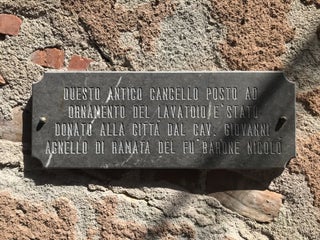 QUESTO ANTICO CANCELLO POSTO AD
ORNAMENTO DEL LAVATOIO E' STATO
DONATO ALLA CITTÀ DAL CAV. GIOVANNI
AGNELLO DI RAMATA DEL FU BARONE NICOLO